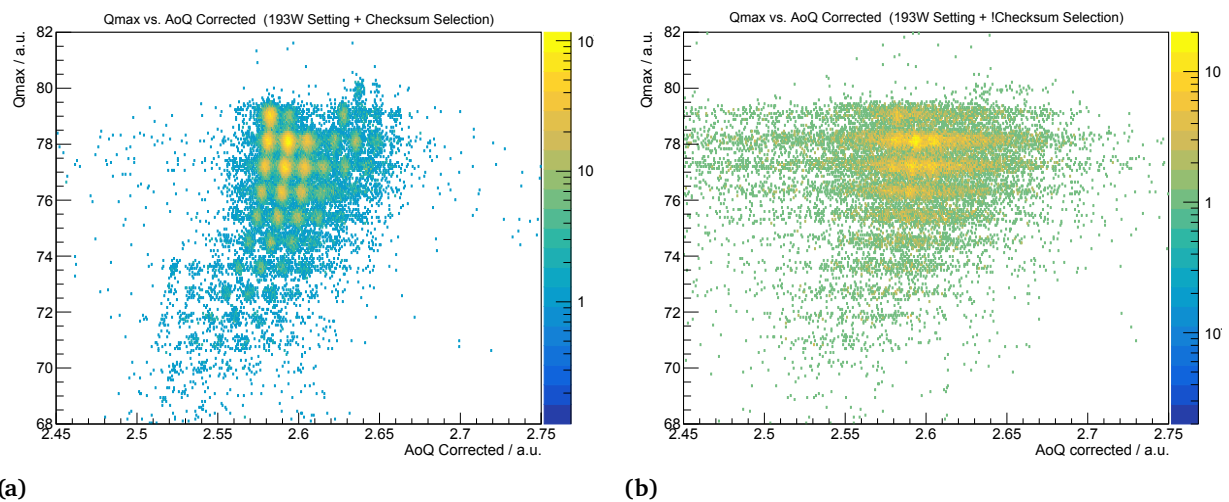 Qmax vs. AoQ Corrected (193W Setting + Checksum Selection)
Qmax / a.u.
82
80
78
76
74
72
70
68
2.45 2.5 2.55 2.6 2.65 2.7 2.75
AoQ Corrected / a.u.
10
10
1
(a)
Qmax vs. AoQ Corrected (193W Setting + !Checksum Selection)
Qmax / a.u.
82
80
78
76
74
72
70
68
2.45 2.5 2.55 2.6 2.65 2.7 2.75
AoQ corrected / a.u.
10
1
10
(b)